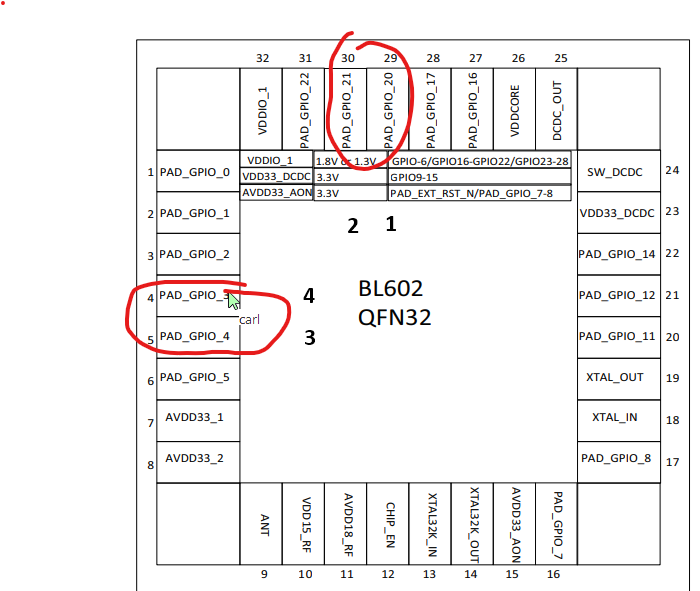 32 31 30 29 28 27 26 25
VDDIO_1
PAD_GPIO_22
PAD_GPIO_21
PAD_GPIO_20
PAD_GPIO_17
PAD_GPIO_16
VDDCORE
DCDC_OUT
VDDIO_1 1.8V or 1.3V GPIO-6/GPIO16-GPIO22/GPIO23-28
VDD33_DCDC 3.3V GPIO9-15
AVDD33_AON 3.3V PAD_EXT_RST_N/PAD_GPIO_7-8
1 PAD_GPIO_0
2 PAD_GPIO_1
3 PAD_GPIO_2
4 PAD_GPIO_3
5 PAD_GPIO_4
6 PAD_GPIO_5
7 AVDD33_1
8 AVDD33_2
2 1
4
3
carl
BL602
QFN32
SW_DCDC 24
VDD33_DCDC 23
PAD_GPIO_14 22
PAD_GPIO_12 21
PAD_GPIO_11 20
XTAL_OUT 19
XTAL_IN 18
PAD_GPIO_8 17
ANT
VDD15_RF
AVDD18_RF
CHIP_EN
XTAL32K_IN
XTAL32K_OUT
AVDD33_AON
PAD_GPIO_7
9 10 11 12 13 14 15 16